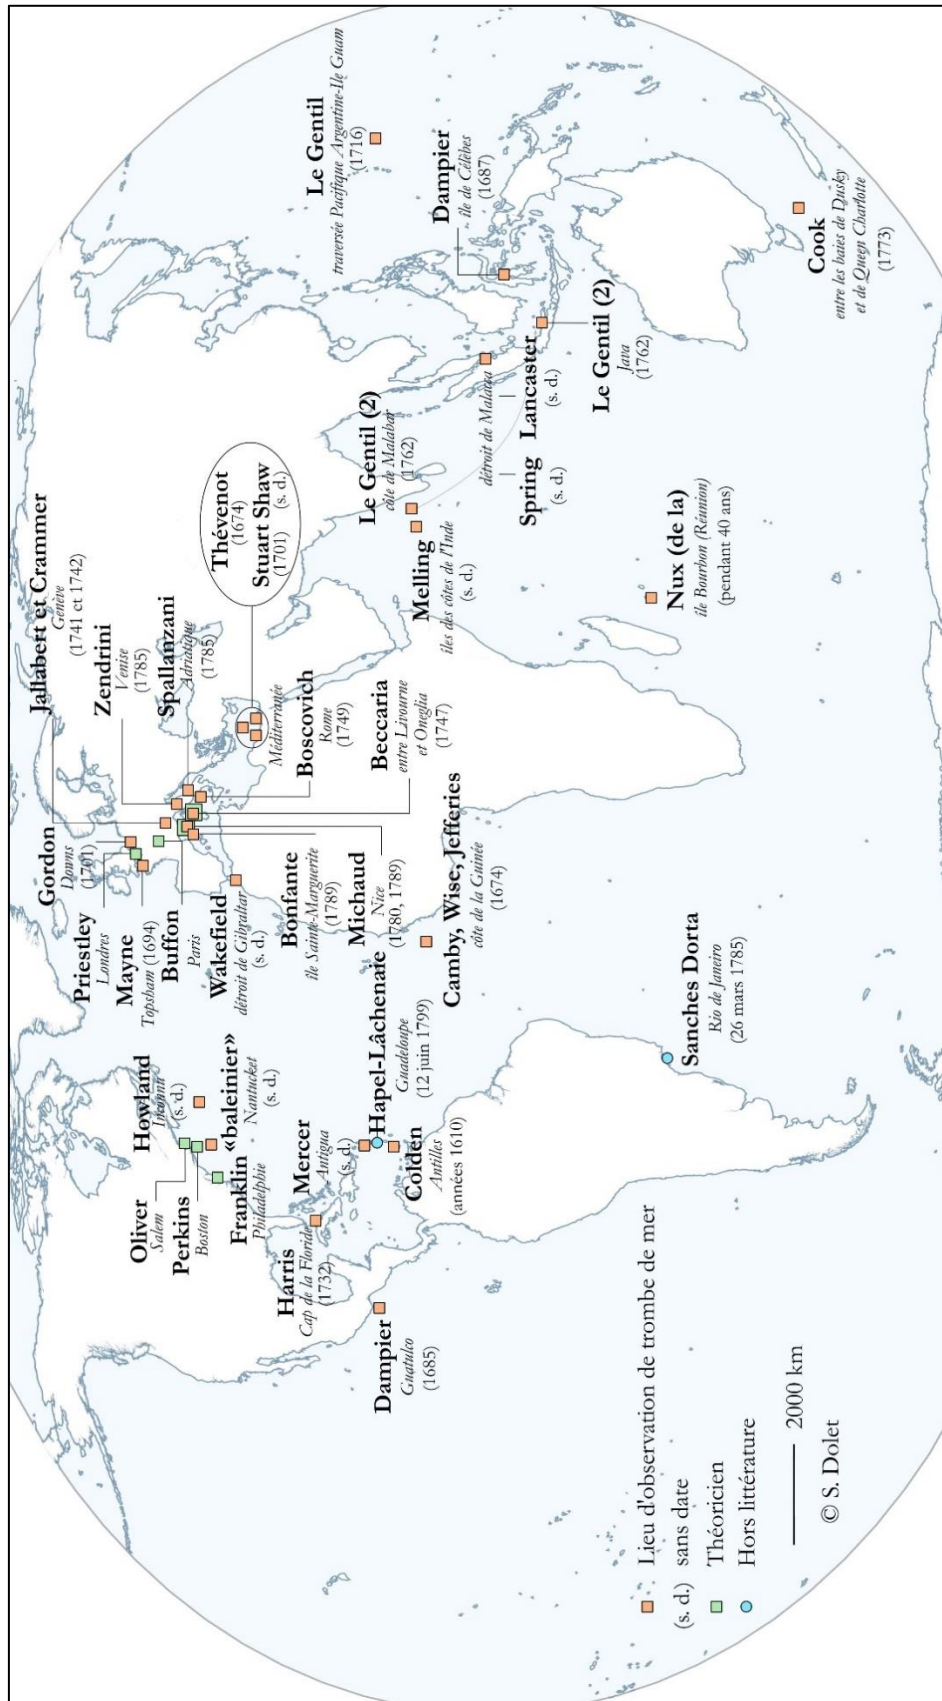 Oliver
Salem
Perkins
Boston
Franklin
Philadelphie
Howland
Inconnu
(s. d.)
«baleinier»
Nantucket
(s. d.)
Harris
Cap de la Floride
(1732)
Mercer
Antigua
(s. d.)
Hapel-Lâchenaie
Guadeloupe
(12 juin 1799)
Colden
Antilles
(années 1610)
Dampier
Guatulco
(1685)
Sanches Dorta
Rio de Janeiro
(26 mars 1785)
Priestley
Londres
Gordon
Downs
(1701)
Mayne
Topsham (1694)
Buffon
Paris
Wakefield
détroit de Gibraltar
(s. d.)
Bonfante
île Sainte-Marguerite
(1789)
Michaud
Nice
(1780, 1789)
Camby, Wise, Jefferies
côte de la Guinée
(1674)
Jallabert et Crammer
Genève
(1741 et 1742)
Zendrini
Venise
(1785)
Spallanzani
Adriatique
(1785)
Thévenot
(1674)
Stuart Shaw
(1701) (s. d.)
Méditerranée
Boscovich
Rome
(1749)
Beccaria
entre Livourne
et Oneglia
(1747)
Le Gentil (2)
côte de Malabar
(1762)
Melling
îles des côtes de l'Inde
(s. d.)
Nux (de la)
île Bourbon (Réunion)
(pendant 40 ans)
détroit de Malacca
Spring
(s. d.)
Lancaster
(s. d.)
Le Gentil (2)
Java
(1762)
Dampier
île de Célèbes
(1687)
Le Gentil
traversée Pacifique Argentine-Ile Guam
(1716)
Cook
entre les baies de Dusky
et de Queen Charlotte
(1773)
Lieu d'observation de trombe de mer
(s. d.) sans date
Théoricien
Hors littérature
2000 km
© S. Dolet